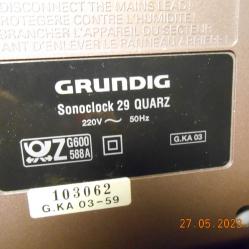 DISCONNECT THE MAINS LEAD!
PROTEGERE CONTRE L'HUMIDITE!
BRANCHER L'APPAREIL DU SECTEUR
ANT D'ENLEVER LE PANNEAU ARRIERE!
GRUNDIG
Sonoclock 29 QUARZ
220V ~ 50Hz
Z G600
588A
G.KA 03
103062
G.KA 03-59
27.05.2023